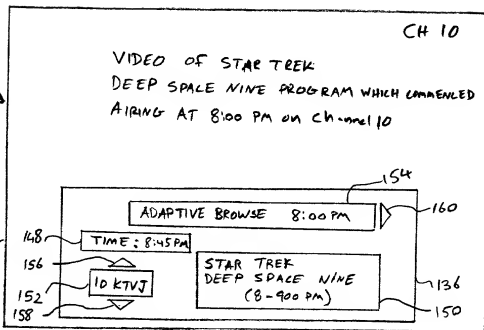 CH 10
VIDEO OF STAR TREK
DEEP SPACE NINE PROGRAM WHICH COMMENCED
AIRING AT 8:00 PM on Channel 10
154
ADAPTIVE BROWSE 8:00 PM
160
148
TIME: 8:45 PM
156
152
10 KTVJ
158
STAR TREK
DEEP SPACE NINE
(8-900 PM)
136
150